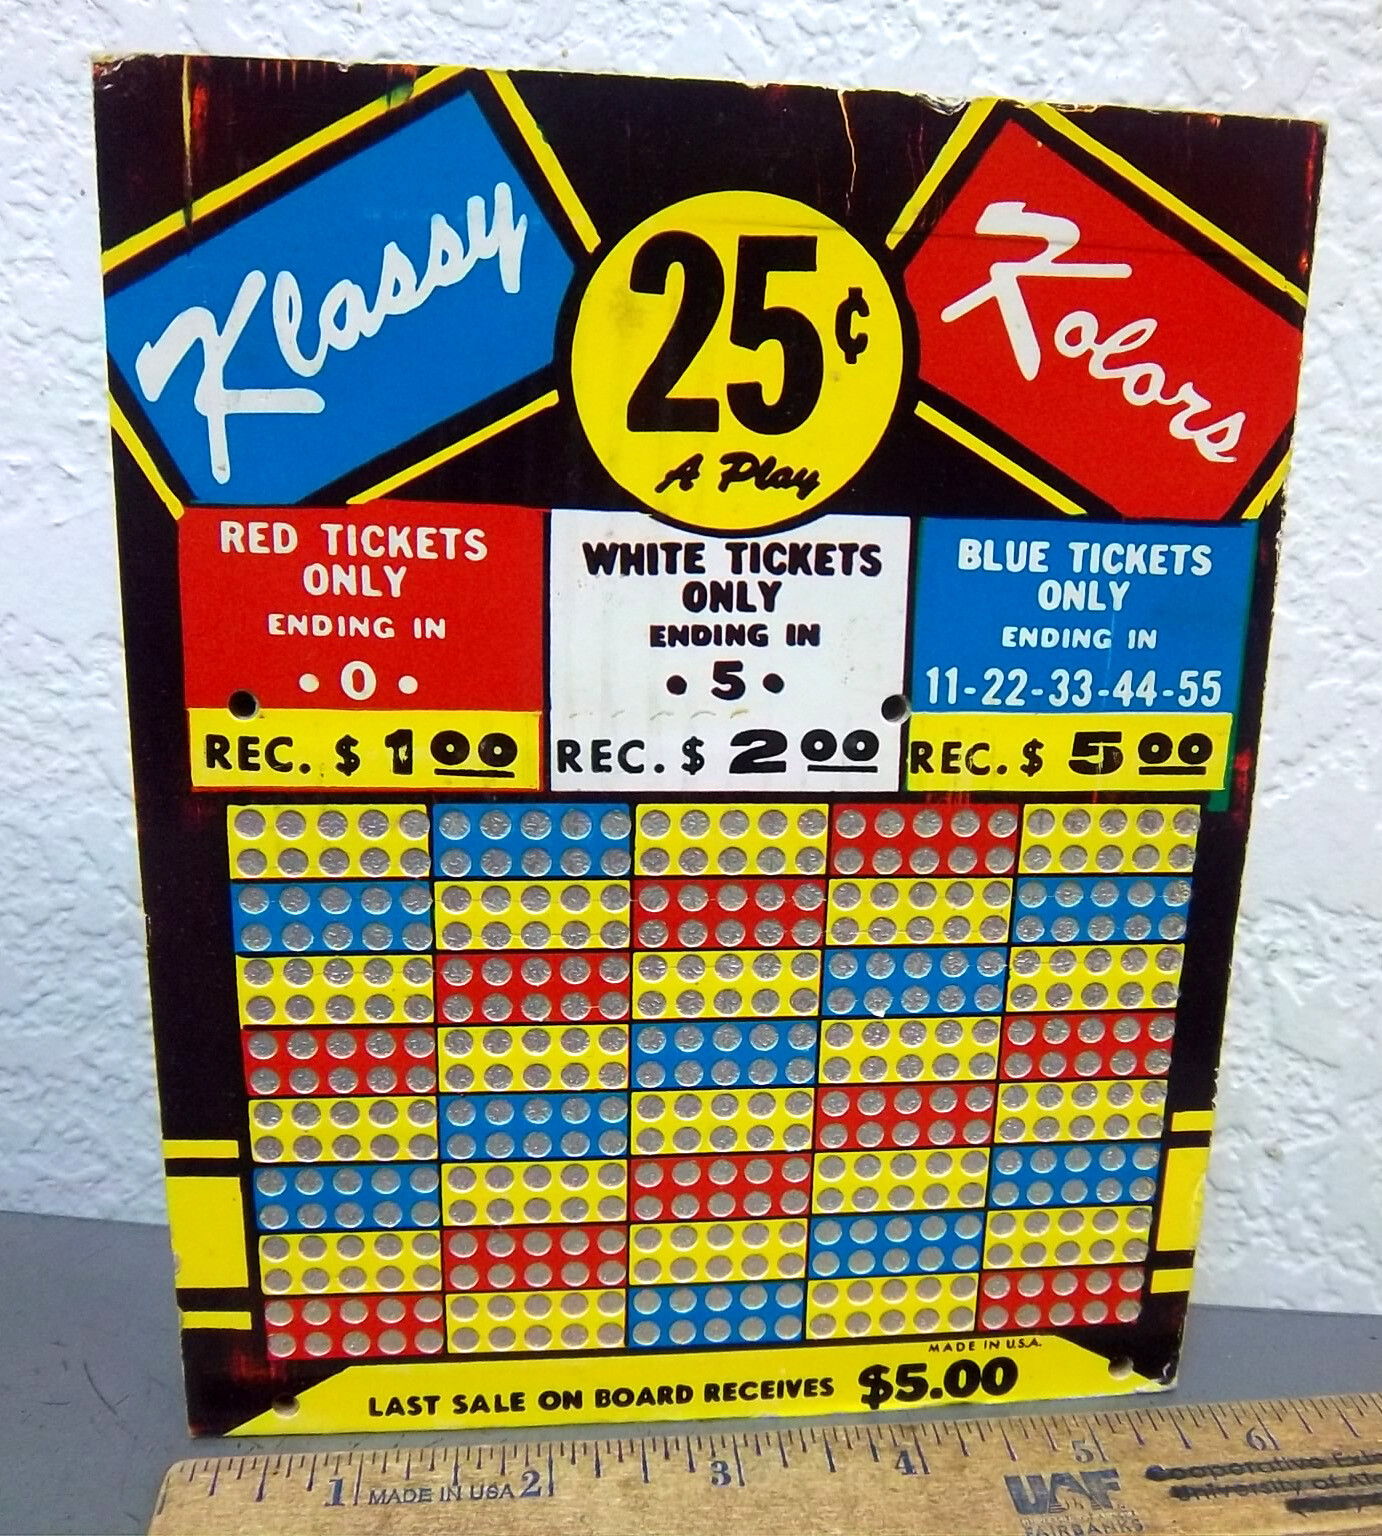 Klassy
Kolors
25¢
A Play
RED TICKETS
ONLY
ENDING IN
• 0 •
REC. $ 1 00
WHITE TICKETS
ONLY
ENDING IN
• 5 •
REC. $ 2 00
BLUE TICKETS
ONLY
ENDING IN
11-22-33-44-55
REC. $ 5 00
MADE IN U.S.A.
LAST SALE ON BOARD RECEIVES $5.00
1 2 3 4 5 6
MADE IN USA
UAF
FAIRBANKS
Cooperative
University of